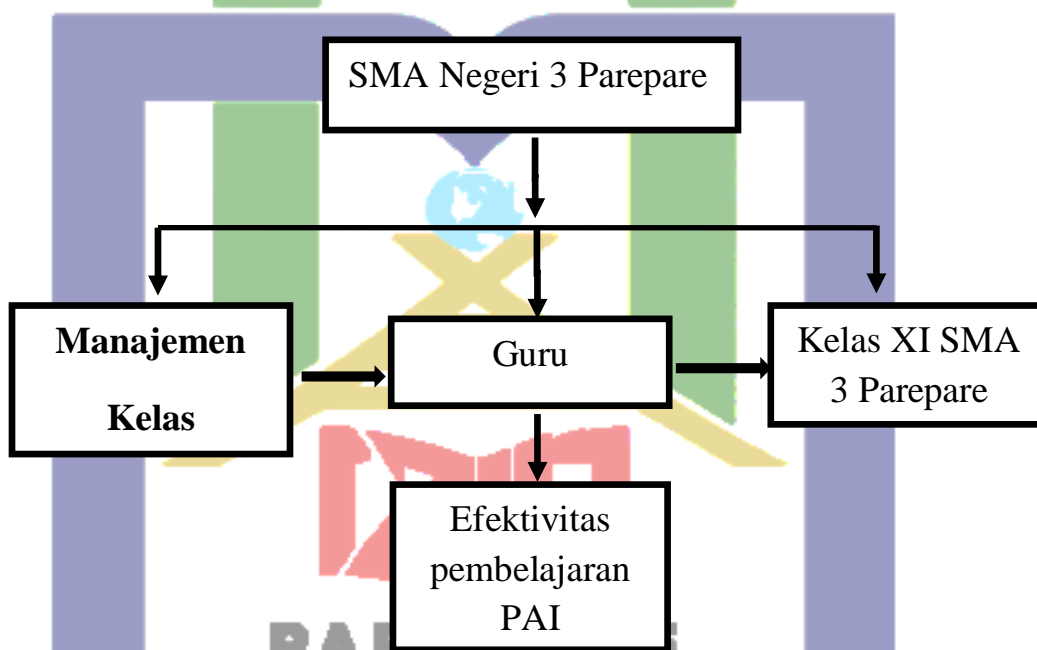 SMA Negeri 3 Parepare
Manajemen
Kelas
Guru
Kelas XI SMA
3 Parepare
Efektivitas
pembelajaran
PAI